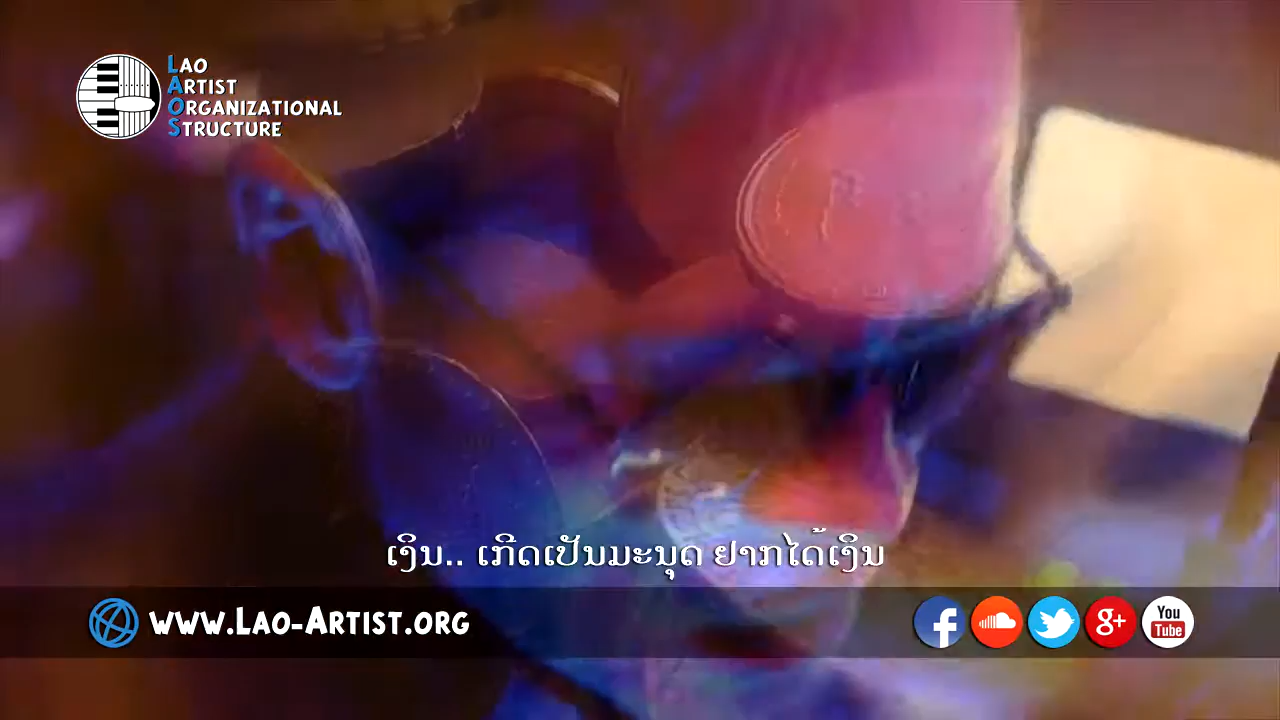 LAO
ARTIST
ORGANIZATIONAL
STRUCTURE
ເງິນ.. ເກີດເປັນມະນຸດ ຢາກໄດ້ເງິນ
WWW.LAO-ARTIST.ORG
f
g+
You
Tube